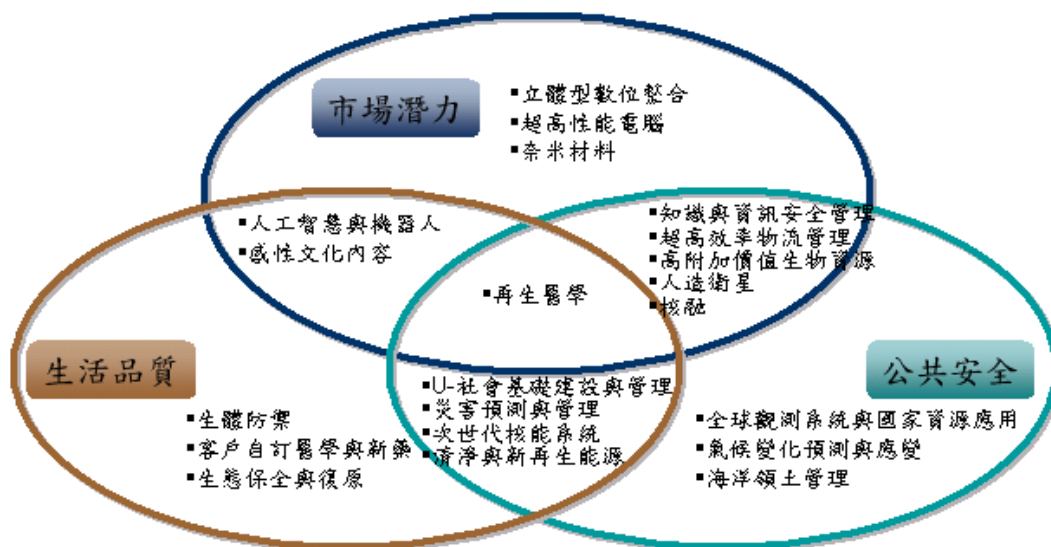 市場潛力
▪立體型數位整合
▪超高性能電腦
▪奈米材料
▪人工智慧與機器人
▪感性文化內容
▪知識與資訊安全管理
▪超高效率物流管理
▪高附加價值生物資源
▪人造衛星
▪核融
▪再生醫學
生活品質
▪生體防禦
▪客戶自訂醫學與新藥
▪生態保全與復原
▪U-社會基礎建設與管理
▪災害預測與管理
▪次世代核能系統
▪清淨與新再生能源
公共安全
▪全球觀測系統與國家資源應用
▪氣候變化預測與應變
▪海洋領土管理